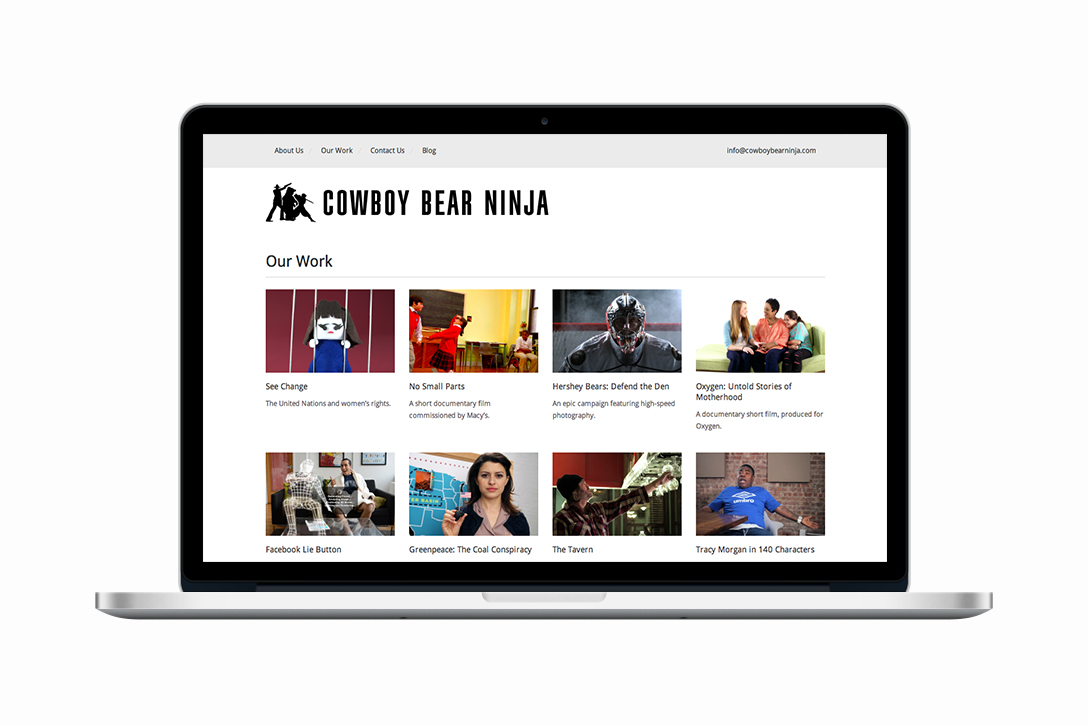 About Us / Our Work / Contact Us / Blog
info@cowboybearninja.com
COWBOY BEAR NINJA
Our Work
See Change
The United Nations and women's rights.
No Small Parts
A short documentary film
commissioned by Macy's.
Hershey Bears: Defend the Den
An epic campaign featuring high-speed
photography.
Oxygen: Untold Stories of
Motherhood
A documentary short film, produced for
Oxygen.
umbro
Facebook Lie Button
Greenpeace: The Coal Conspiracy
The Tavern
Tracy Morgan in 140 Characters